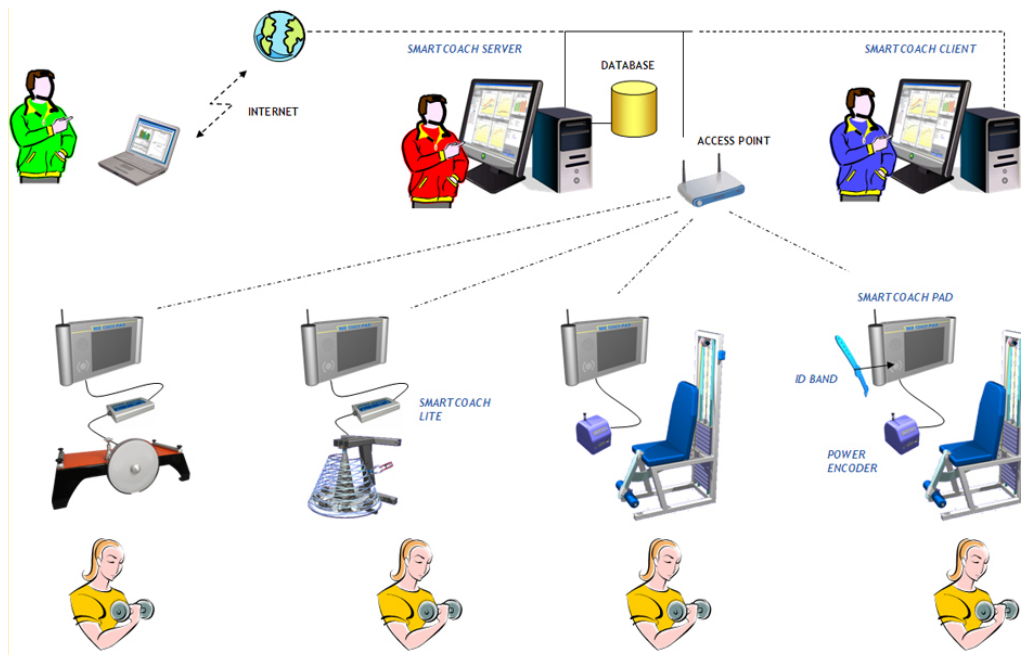 SMARTCOACH SERVER
SMARTCOACH CLIENT
DATABASE
INTERNET
ACCESS POINT
SMARTCOACH PAD
ID BAND
SMARTCOACH
LITE
POWER
ENCODER